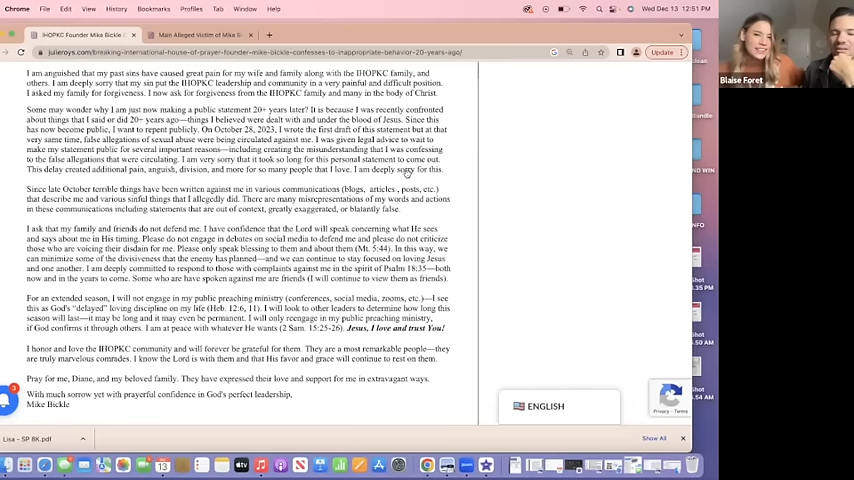 Chrome File Edit View History Bookmarks Profiles Tab Window Help Wed Dec 13 12:51 PM
IHOPKC Founder Mike Bickle Main Alleged Victim of Mike Bi
julieroys.com/breaking-international-house-of-prayer-founder-mike-bickle-confesses-to-inappropriate-behavior-20-years-ago/ Update
I am anguished that my past sins have caused great pain for my wife and family along with the IHOPKC family, and
others. I am deeply sorry that my sin put the IHOPKC leadership and community in a very painful and difficult position.
I asked my family for forgiveness. I now ask for forgiveness from the IHOPKC family and many in the body of Christ.
Some may wonder why I am just now making a public statement 20+ years later? It is because I was recently confronted
about things that I said or did 20+ years ago—things I believed were dealt with and under the blood of Jesus. Since
this has now become public, I want to repent publicly. On October 28, 2023, I wrote the first draft of this statement but at that
very same time, false allegations of sexual abuse were being circulated against me. I was given legal advice to wait to
make my statement public for several important reasons—including creating the misunderstanding that I was confessing
to the false allegations that were circulating. I am very sorry that it took so long for this personal statement to come out.
This delay created additional pain, anguish, division, and more for so many people that I love. I am deeply sorry for this.
Since late October terrible things have been written against me in various communications (blogs, articles , posts, etc.)
that describe me and various sinful things that I allegedly did. There are many misrepresentations of my words and actions
in these communications including statements that are out of context, greatly exaggerated, or blatantly false.
I ask that my family and friends do not defend me. I have confidence that the Lord will speak concerning what He sees
and says about me in His timing. Please do not engage in debates on social media to defend me and please do not criticize
those who are voicing their disdain for me. Please only speak blessing to them and about them (Mt. 5:44). In this way, we
can minimize some of the divisiveness that the enemy has planned—and we can continue to stay focused on loving Jesus
and one another. I am deeply committed to respond to those with complaints against me in the spirit of Psalm 18:35—both
now and in the years to come. Some who are have spoken against me are friends (I will continue to view them as friends).
For an extended season, I will not engage in my public preaching ministry (conferences, social media, zooms, etc.)—I see
this as God's "delayed" loving discipline on my life (Heb. 12:6, 11). I will look to other leaders to determine how long this
season will last—it may be long and it may even be permanent. I will only reengage in my public preaching ministry,
if God confirms it through others. I am at peace with whatever He wants (2 Sam. 15:25-26). Jesus, I love and trust You!
I honor and love the IHOPKC community and will forever be grateful for them. They are a most remarkable people—they
are truly marvelous comrades. I know the Lord is with them and that His favor and grace will continue to rest on them.
Pray for me, Diane, and my beloved family. They have expressed their love and support for me in extravagant ways.
With much sorrow yet with prayerful confidence in God's perfect leadership,
Mike Bickle
3
ENGLISH
Privacy - Terms
Lisa – SP 8K.pdf
Show All
Blaise Foret